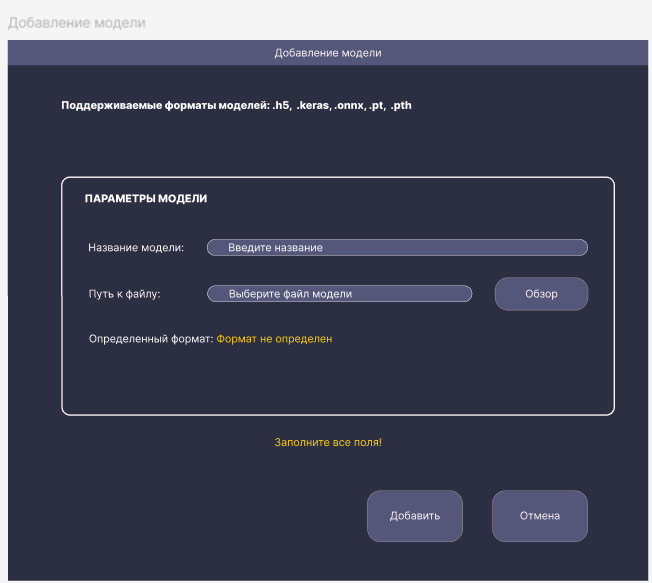 Добавление модели
Добавление модели
Поддерживаемые форматы моделей: .h5, .keras, .onnx, .pt, .pth
ПАРАМЕТРЫ МОДЕЛИ
Название модели: Введите название
Путь к файлу: Выберите файл модели Обзор
Определенный формат: Формат не определен
Заполните все поля!
Добавить Отмена